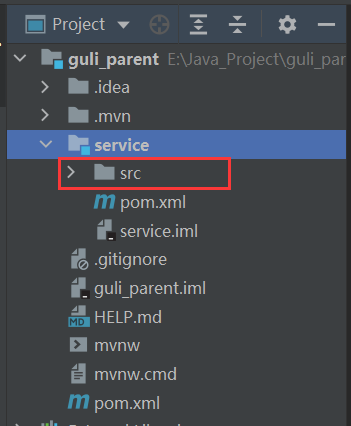 Project
guli_parent E:\Java_Project\guli_par
.idea
.mvn
service
src
pom.xml
service.iml
.gitignore
guli_parent.iml
HELP.md
mvnw
mvnw.cmd
pom.xml